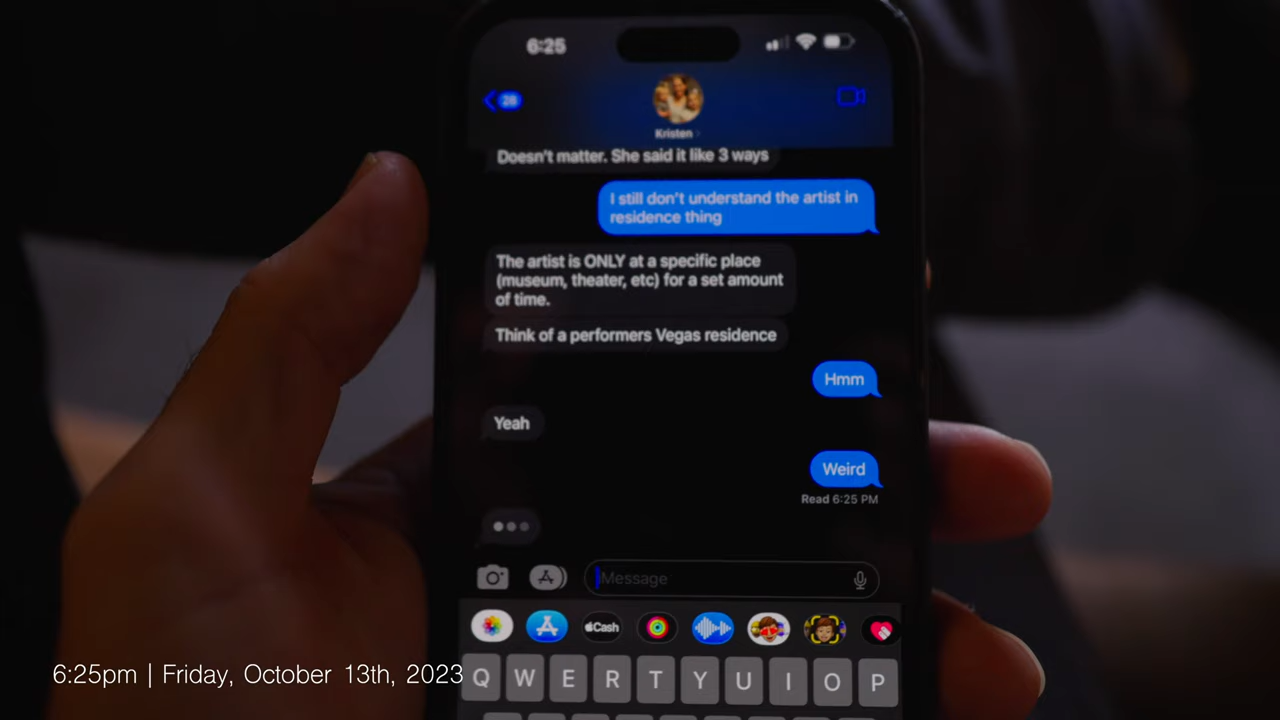 6:25
28
Kristen
Doesn't matter. She said it like 3 ways
I still don't understand the artist in
residence thing
The artist is ONLY at a specific place
(museum, theater, etc) for a set amount
of time.
Think of a performers Vegas residence
Hmm
Yeah
Weird
Read 6:25 PM
Message
Cash
6:25pm | Friday, October 13th, 2023
Q W E R T Y U I O P